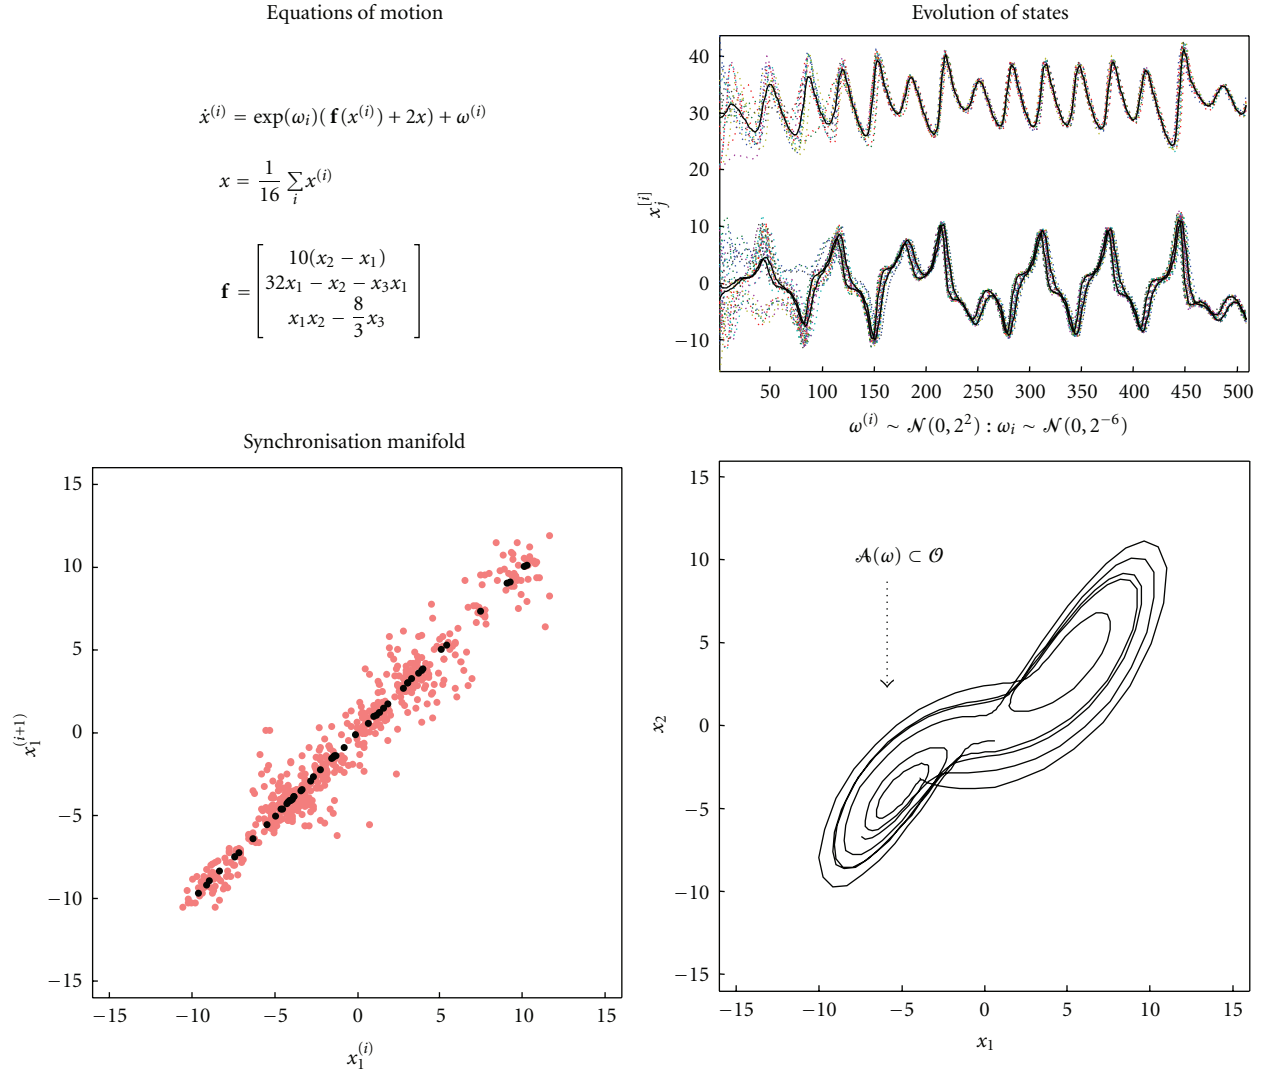 Equations of motion
ẋ^(i) = exp(ω_i)( f(x^(i)) + 2x) + ω^(i)
x = 1/16 ∑_i x^(i)
f = [ 10(x_2 − x_1)
32x_1 − x_2 − x_3x_1
x_1x_2 − 8/3 x_3 ]
Evolution of states
40
30
20
10
0
−10
x_j^[i]
50 100 150 200 250 300 350 400 450 500
ω^(i) ∼ 𝒩(0, 2^2) : ω_i ∼ 𝒩(0, 2^−6)
Synchronisation manifold
15
10
5
0
−5
−10
−15
x_1^(i+1)
−15 −10 −5 0 5 10 15
x_1^(i)
15
10
5
0
−5
−10
−15
x_2
𝒜(ω) ⊂ 𝒪
−15 −10 −5 0 5 10 15
x_1